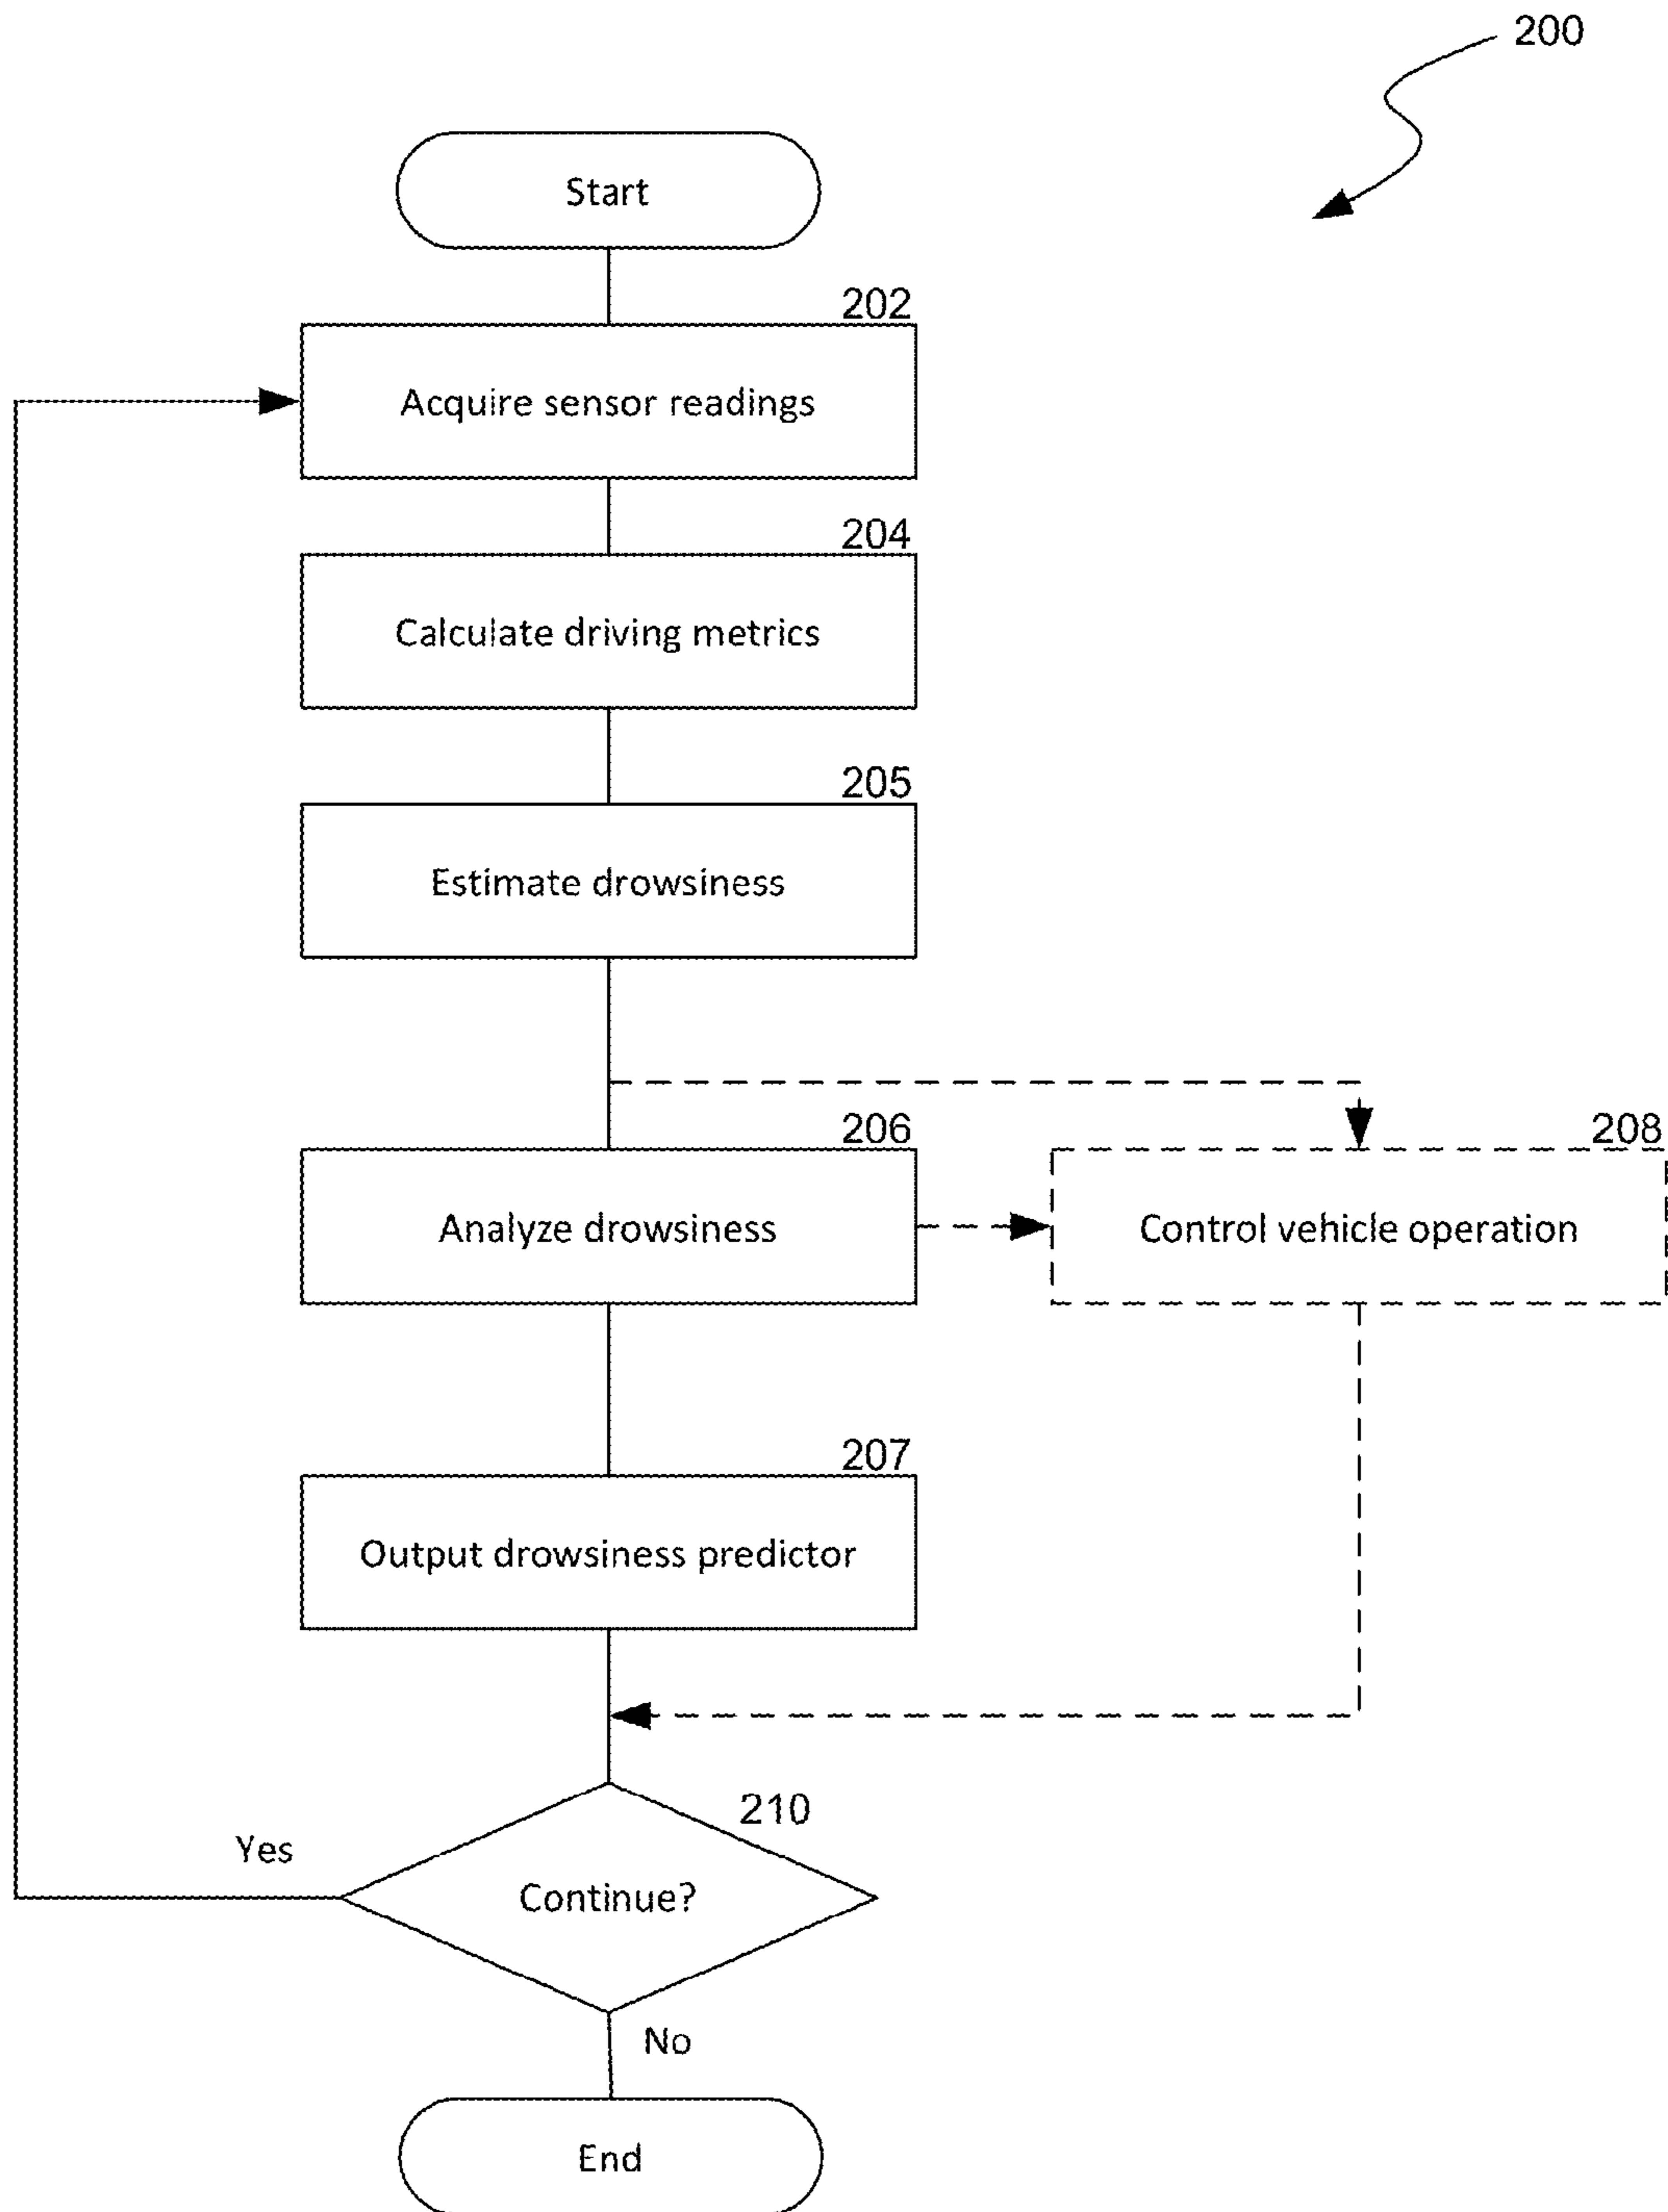 200
Start
202
Acquire sensor readings
204
Calculate driving metrics
205
Estimate drowsiness
206
Analyze drowsiness
208
Control vehicle operation
207
Output drowsiness predictor
210
Yes
Continue?
No
End